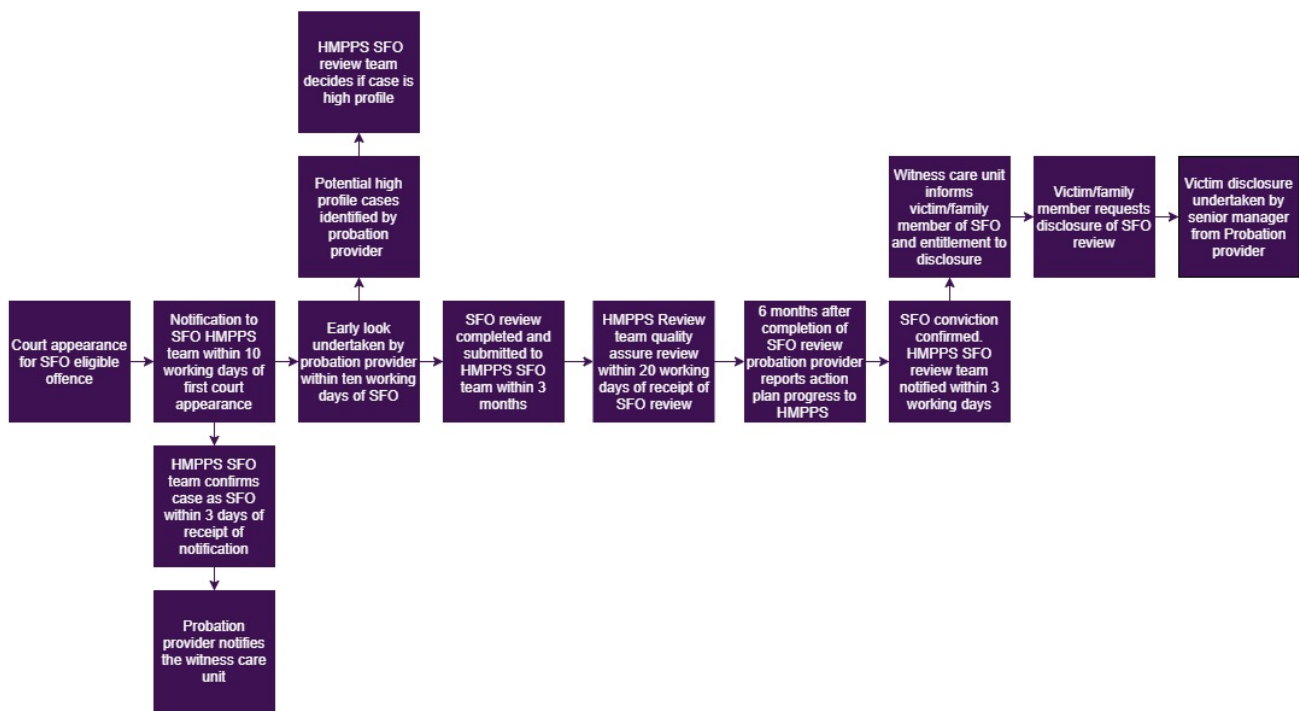 HMPPS SFO
review team
decides if case is
high profile
Potential high
profile cases
identified by
probation
provider
Witness care unit
informs
victim/family
member of SFO
and entitlement to
disclosure
Victim/family
member requests
disclosure of SFO
review
Victim disclosure
undertaken by
senior manager
from Probation
provider
Court appearance
for SFO eligible
offence
Notification to
SFO HMPPS
team within 10
working days of
first court
appearance
Early look
undertaken by
probation provider
within ten working
days of SFO
SFO review
completed and
submitted to
HMPPS SFO
team within 3
months
HMPPS Review
team quality
assure review
within 20 working
days of receipt of
SFO review
6 months after
completion of
SFO review
probation provider
reports action
plan progress to
HMPPS
SFO conviction
confirmed.
HMPPS SFO
review team
notified within 3
working days
HMPPS SFO
team confirms
case as SFO
within 3 days of
receipt of
notification
Probation
provider notifies
the witness care
unit